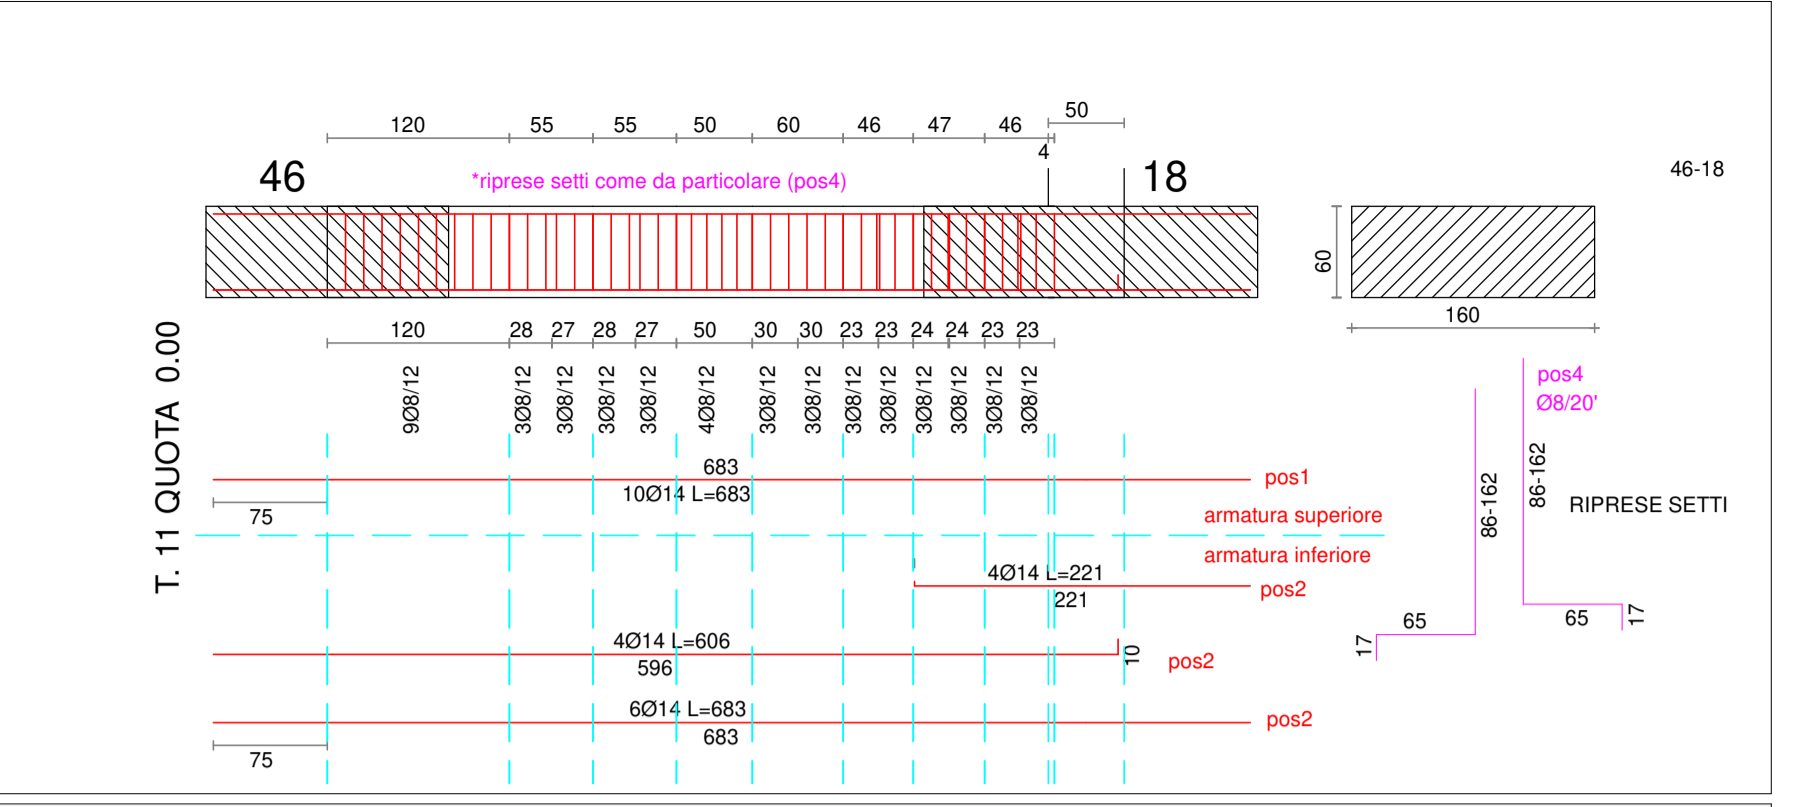 50
120 55 55 50 60 46 47 46
4
46 18
46-18
*riprese setti come da particolare (pos4)
60
160
120 28 27 28 27 50 30 30 23 23 24 24 23 23
9Ø8/12 3Ø8/12 3Ø8/12 3Ø8/12 3Ø8/12 4Ø8/12 3Ø8/12 3Ø8/12 3Ø8/12 3Ø8/12 3Ø8/12 3Ø8/12 3Ø8/12 3Ø8/12
T. 11 QUOTA 0.00
683
10Ø14 L=683
pos1
75
armatura superiore
armatura inferiore
4Ø14 L=221
221
pos2
4Ø14 L=606
596
10
pos2
6Ø14 L=683
683
pos2
75
pos4
Ø8/20'
86-162
86-162
RIPRESE SETTI
65
17
65
17